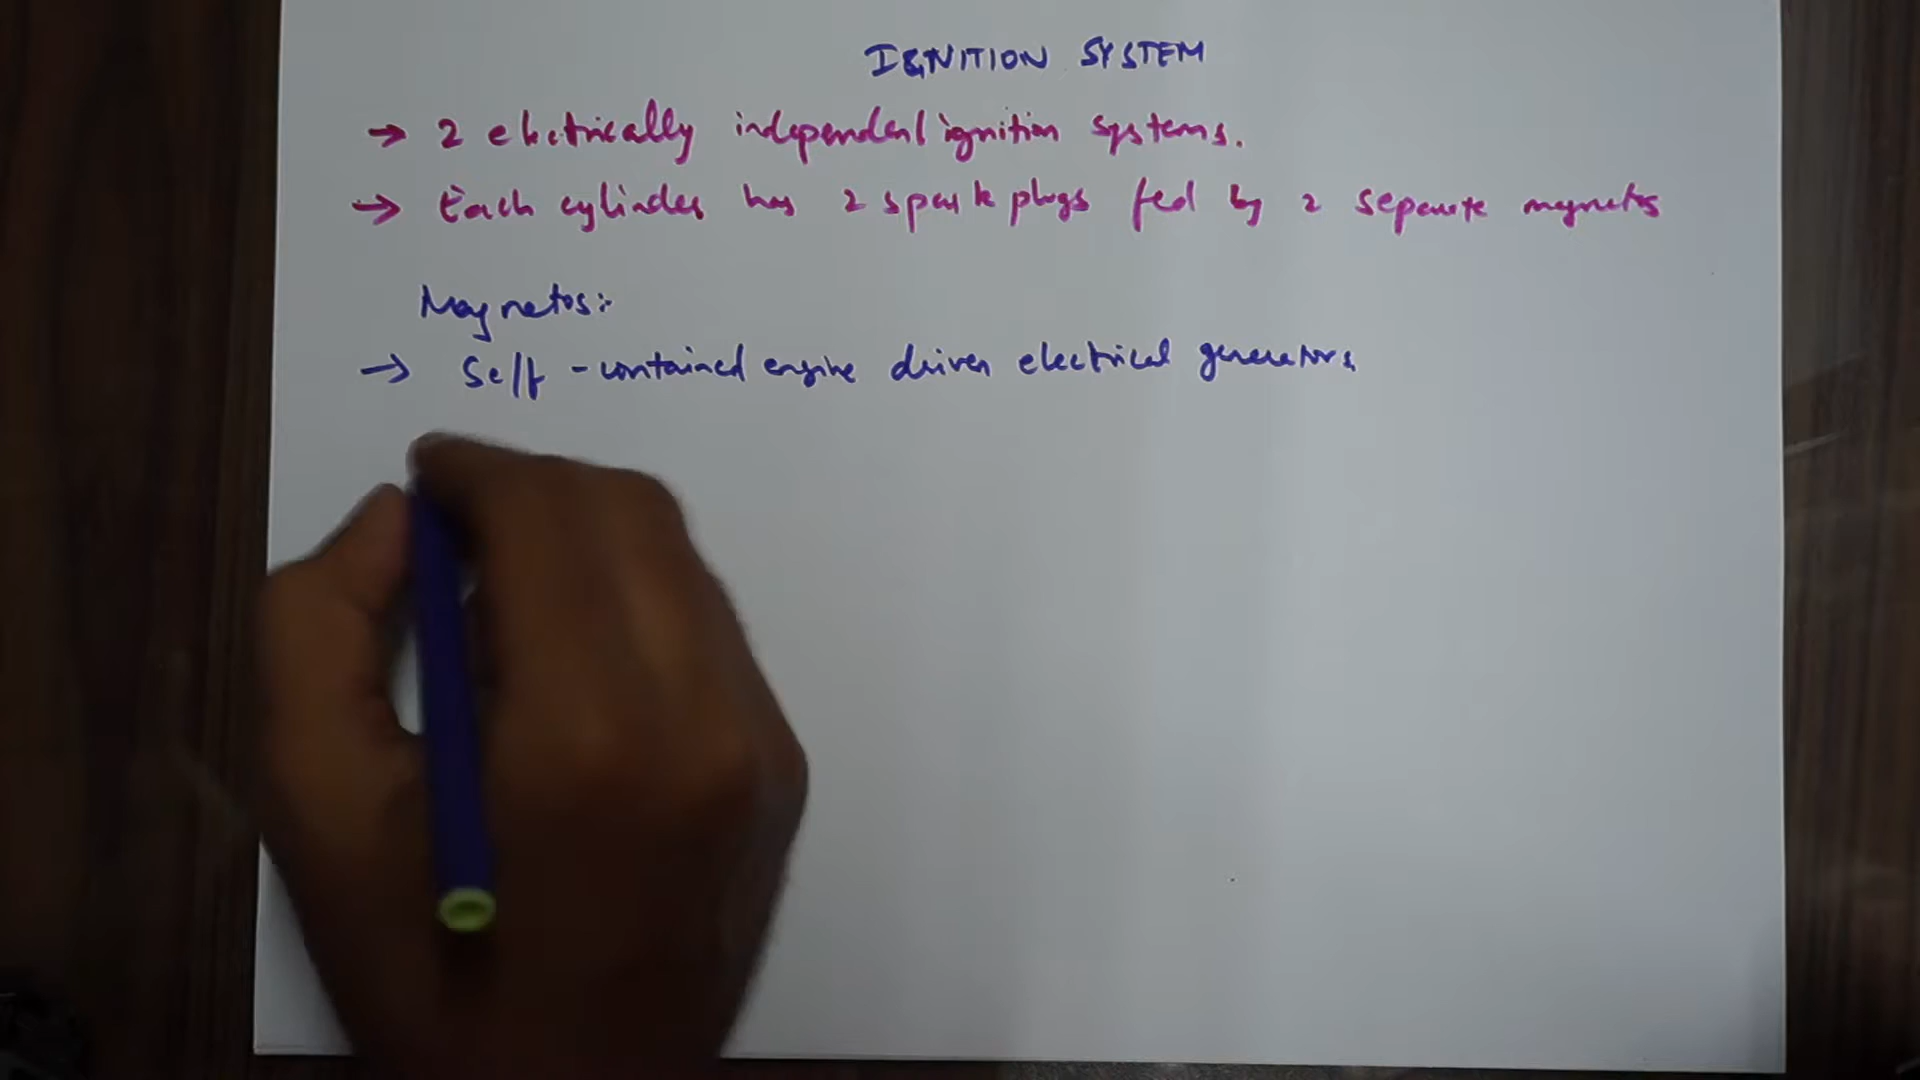 IGNITION SYSTEM
→ 2 electrically independent ignition systems.
→ Each cylinder has 2 spark plugs fed by 2 separate magnetos
Magnetos:
→ Self-contained engine driven electrical generators.